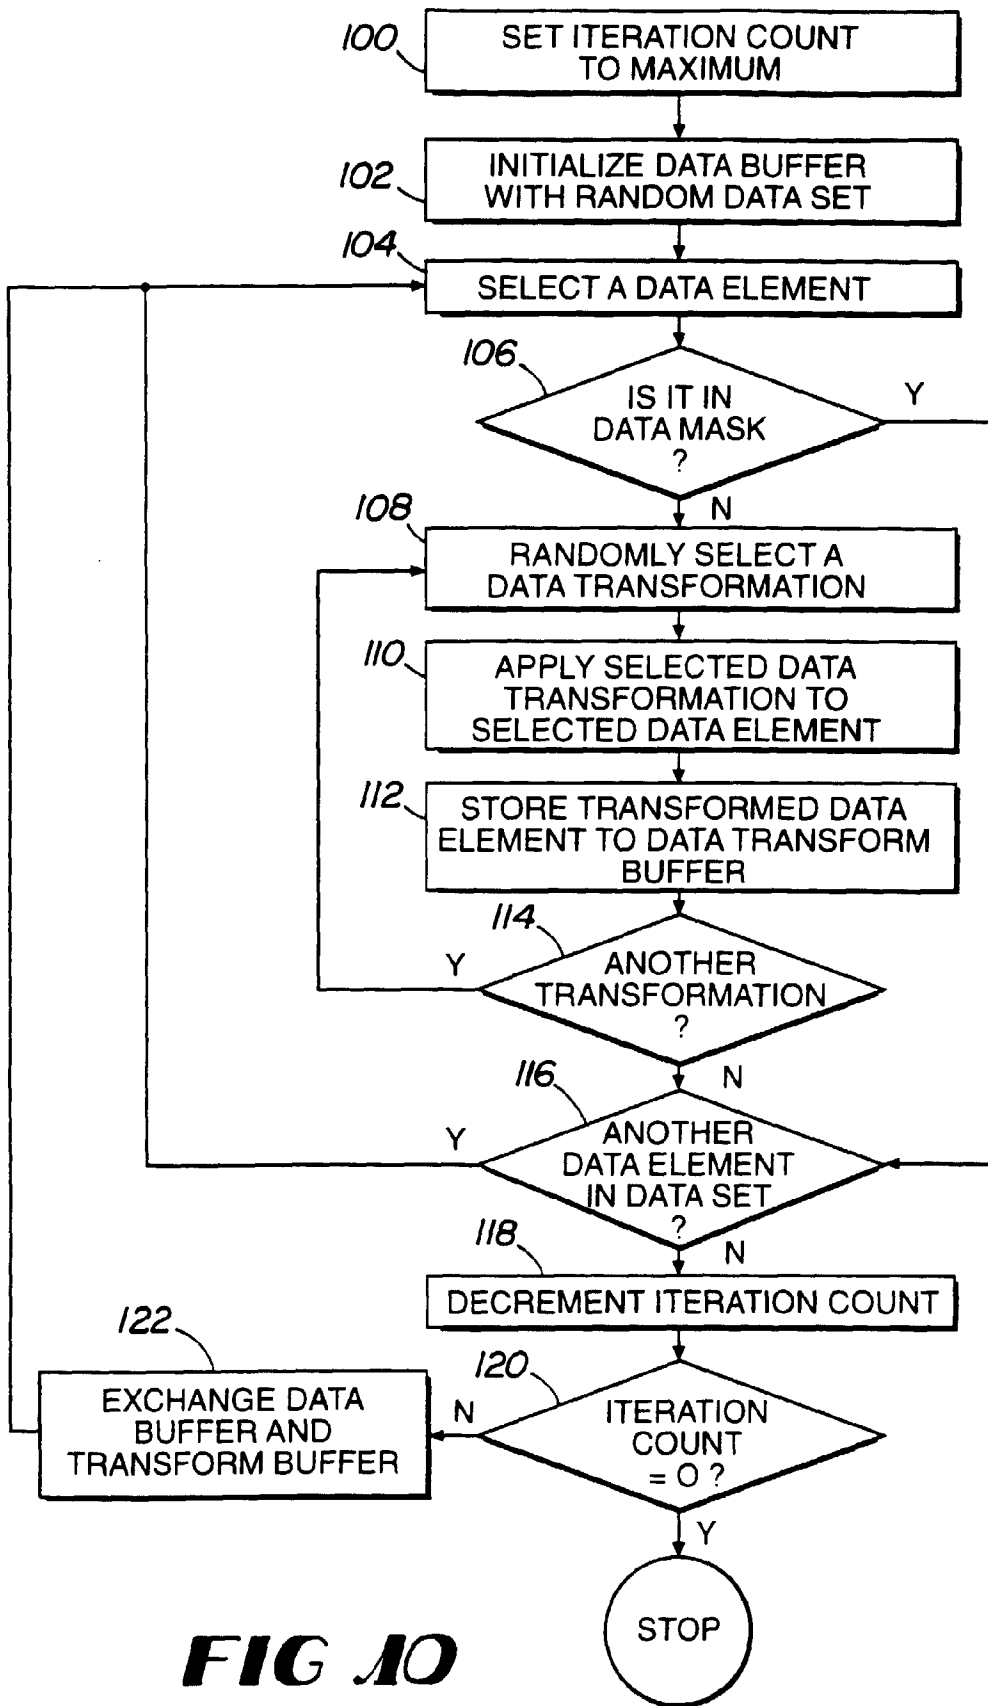 100
SET ITERATION COUNT
TO MAXIMUM
102
INITIALIZE DATA BUFFER
WITH RANDOM DATA SET
104
SELECT A DATA ELEMENT
106
IS IT IN
DATA MASK
?
Y
N
108
RANDOMLY SELECT A
DATA TRANSFORMATION
110
APPLY SELECTED DATA
TRANSFORMATION TO
SELECTED DATA ELEMENT
112
STORE TRANSFORMED DATA
ELEMENT TO DATA TRANSFORM
BUFFER
114
Y
ANOTHER
TRANSFORMATION
?
N
116
Y
ANOTHER
DATA ELEMENT
IN DATA SET
?
N
118
DECREMENT ITERATION COUNT
122
EXCHANGE DATA
BUFFER AND
TRANSFORM BUFFER
120
N
ITERATION
COUNT
= 0 ?
Y
STOP
FIG 10